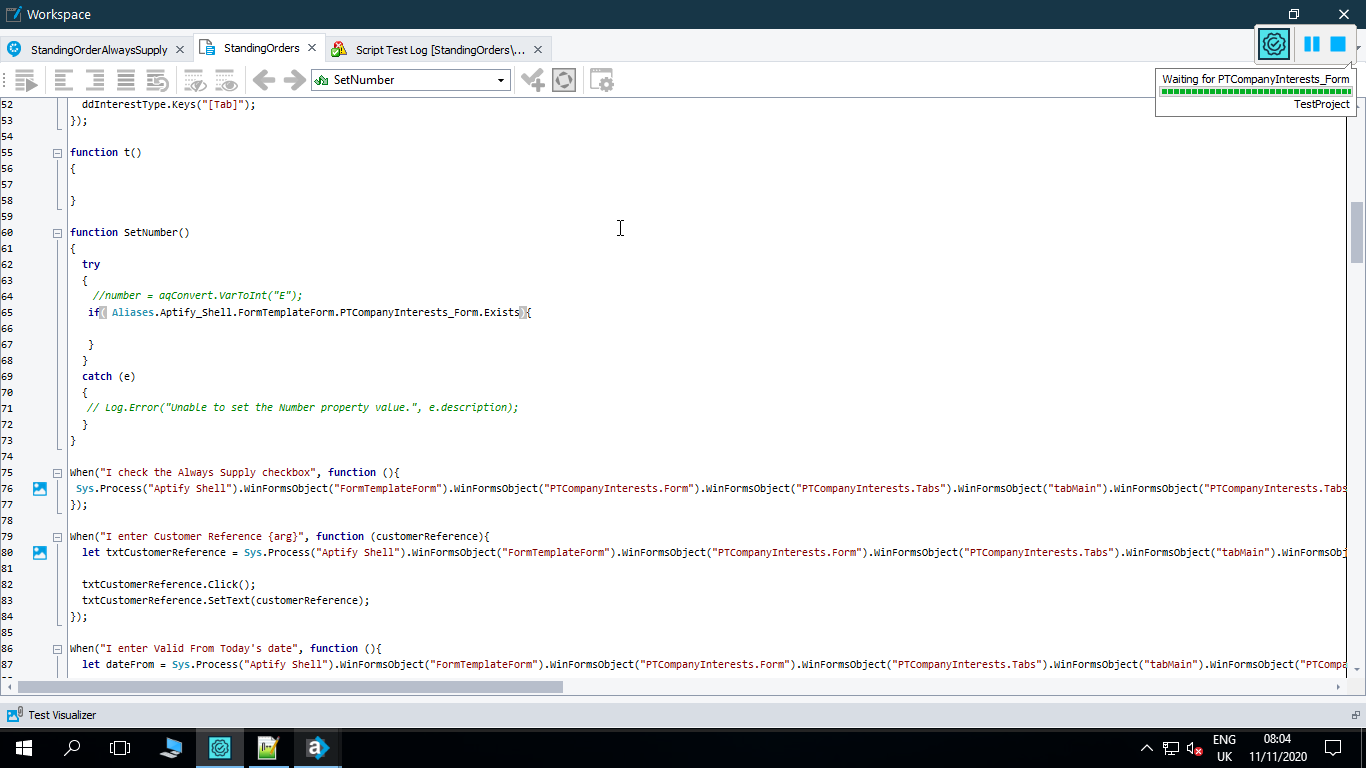 Workspace
StandingOrderAlwaysSupply
StandingOrders
Script Test Log [StandingOrders\...
SetNumber
Waiting for PTCompanyInterests_Form
TestProject
52 ddInterestType.Keys("[Tab]");
53 });
54
55 function t()
56 {
57
58 }
59
60 function SetNumber()
61 {
62 try
63 {
64 //number = aqConvert.VarToInt("E");
65 if( Aliases.Aptify_Shell.FormTemplateForm.PTCompanyInterests_Form.Exists){
66
67 }
68 }
69 catch (e)
70 {
71 // Log.Error("Unable to set the Number property value.", e.description);
72 }
73 }
74
75 When("I check the Always Supply checkbox", function (){
76 Sys.Process("Aptify Shell").WinFormsObject("FormTemplateForm").WinFormsObject("PTCompanyInterests.Form").WinFormsObject("PTCompanyInterests.Tabs").WinFormsObject("tabMain").WinFormsObject("PTCompanyInterests.Tabs
77 });
78
79 When("I enter Customer Reference {arg}", function (customerReference){
80 let txtCustomerReference = Sys.Process("Aptify Shell").WinFormsObject("FormTemplateForm").WinFormsObject("PTCompanyInterests.Form").WinFormsObject("PTCompanyInterests.Tabs").WinFormsObject("tabMain").WinFormsObj
81
82 txtCustomerReference.Click();
83 txtCustomerReference.SetText(customerReference);
84 });
85
86 When("I enter Valid From Today's date", function (){
87 let dateFrom = Sys.Process("Aptify Shell").WinFormsObject("FormTemplateForm").WinFormsObject("PTCompanyInterests.Form").WinFormsObject("PTCompanyInterests.Tabs").WinFormsObject("tabMain").WinFormsObject("PTCompa
Test Visualizer
ENG
UK
08:04
11/11/2020